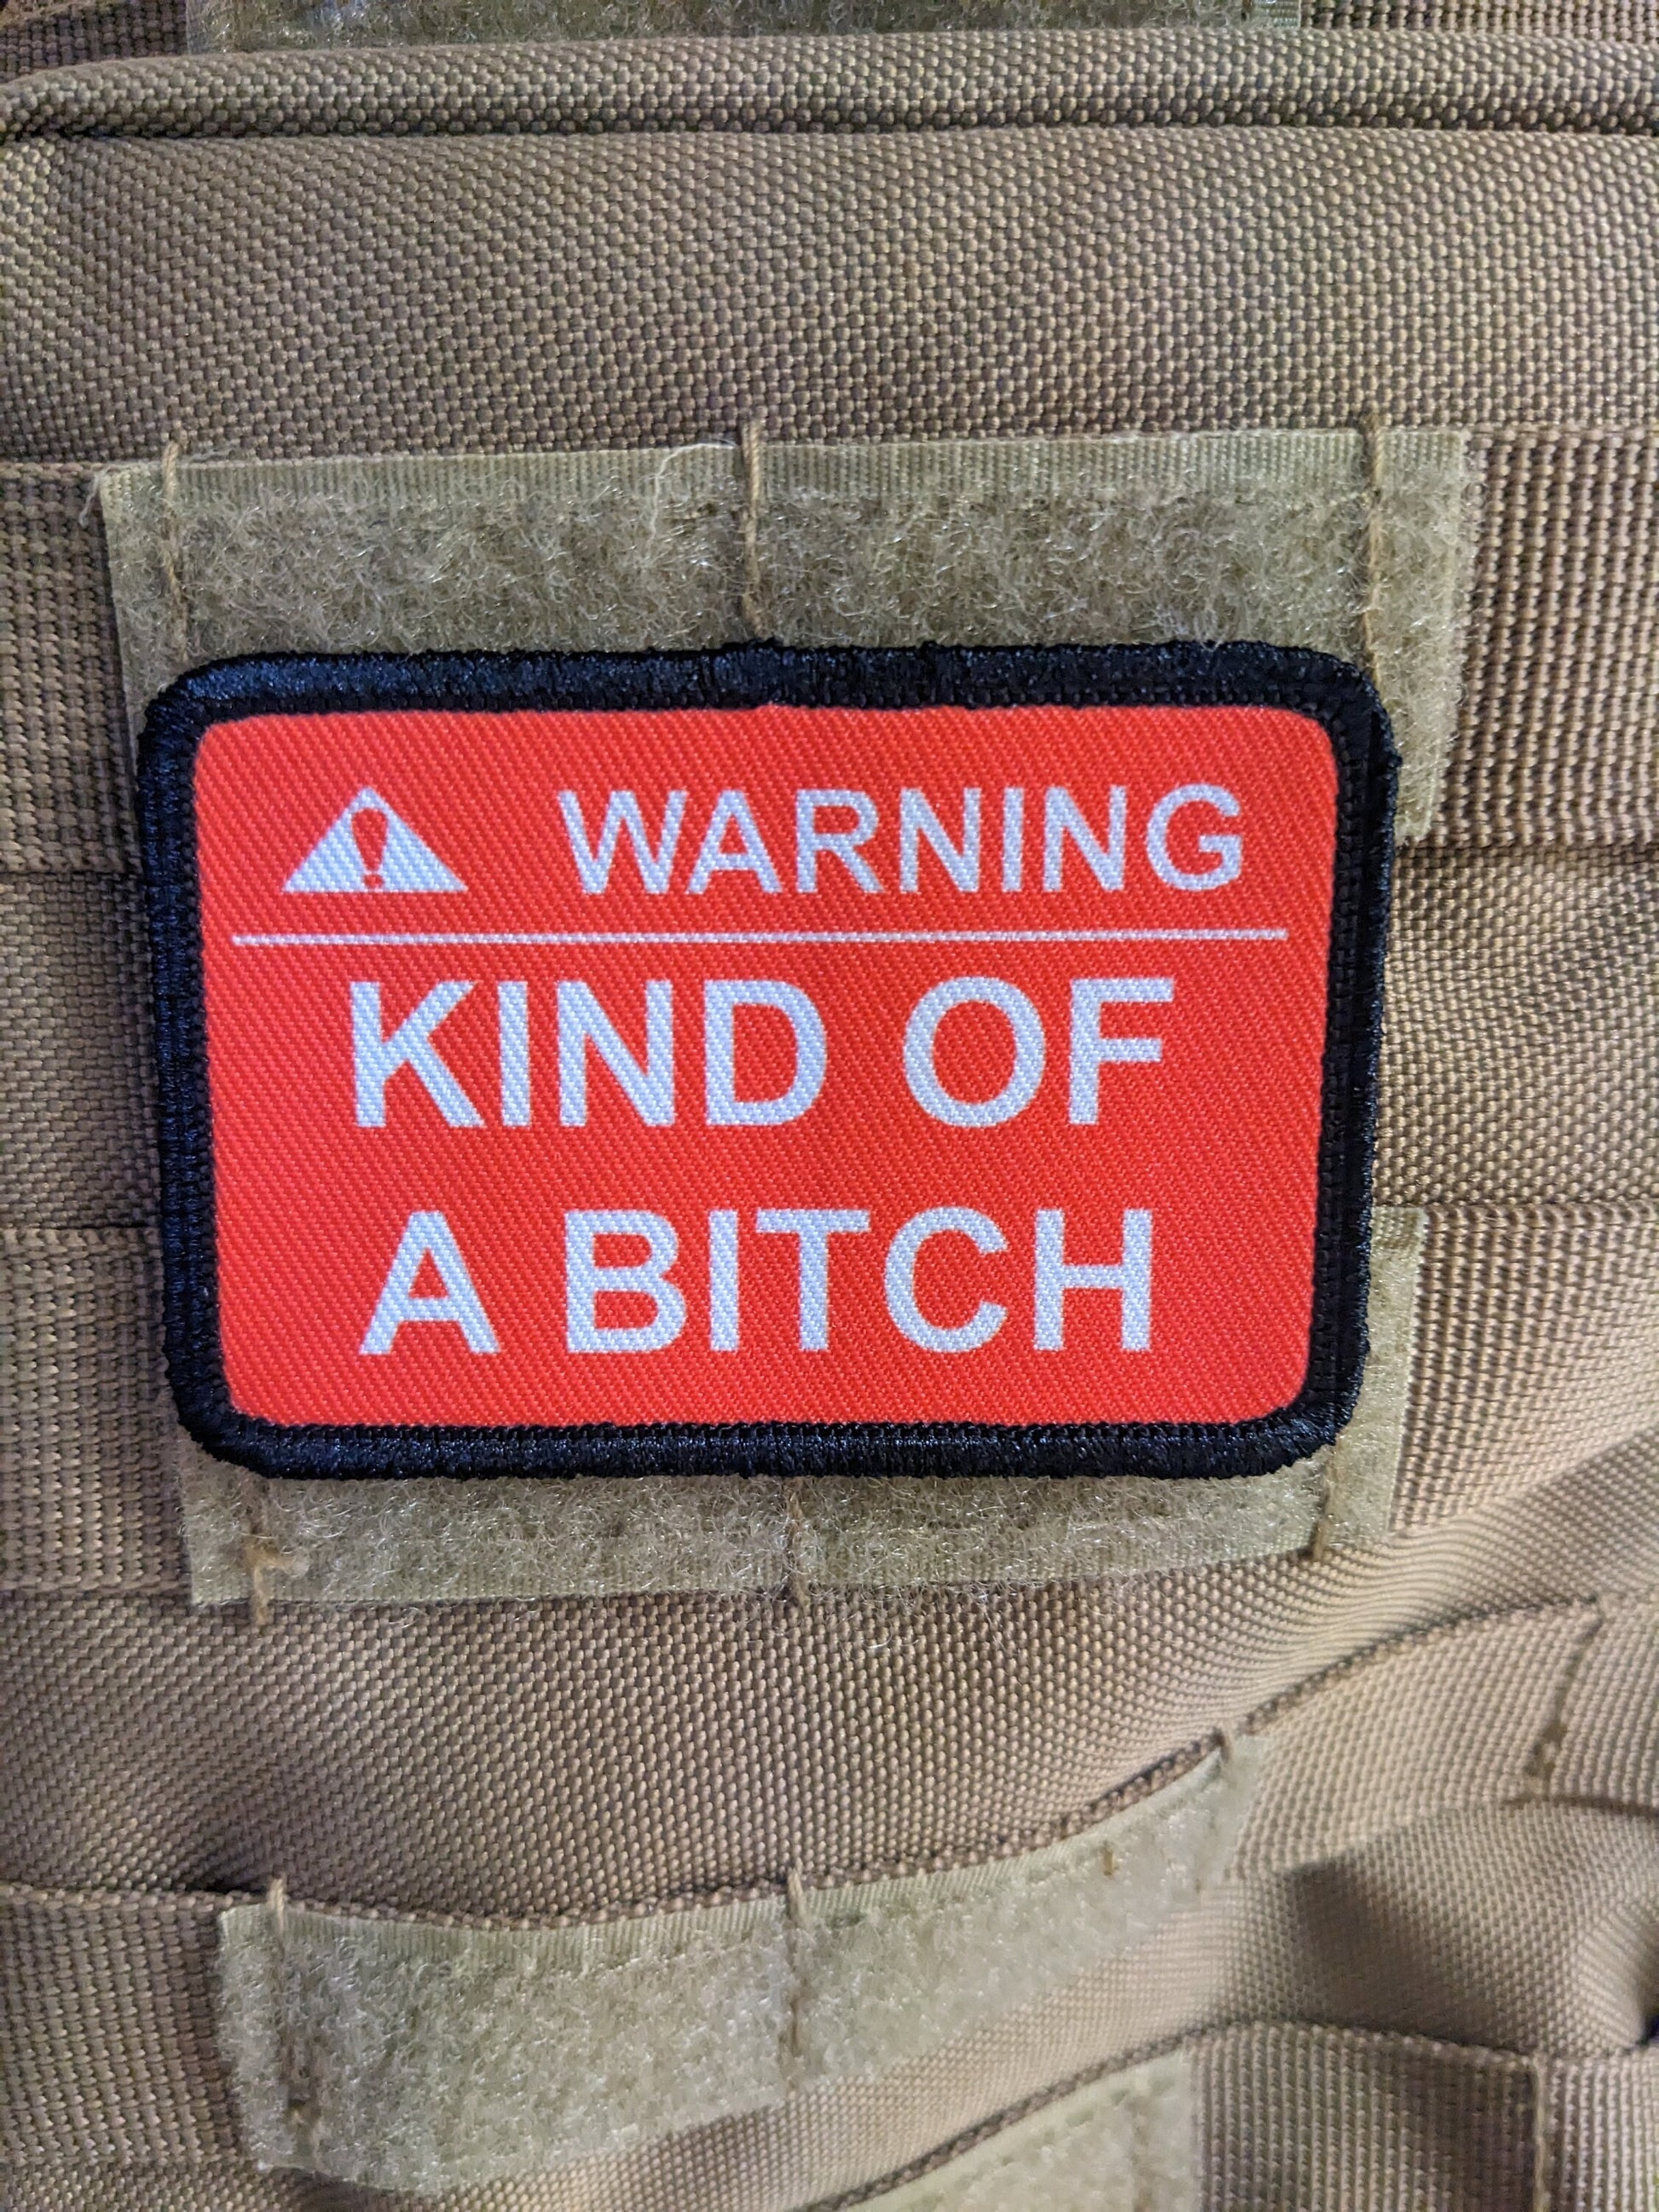 WARNING
KIND OF
A BITCH